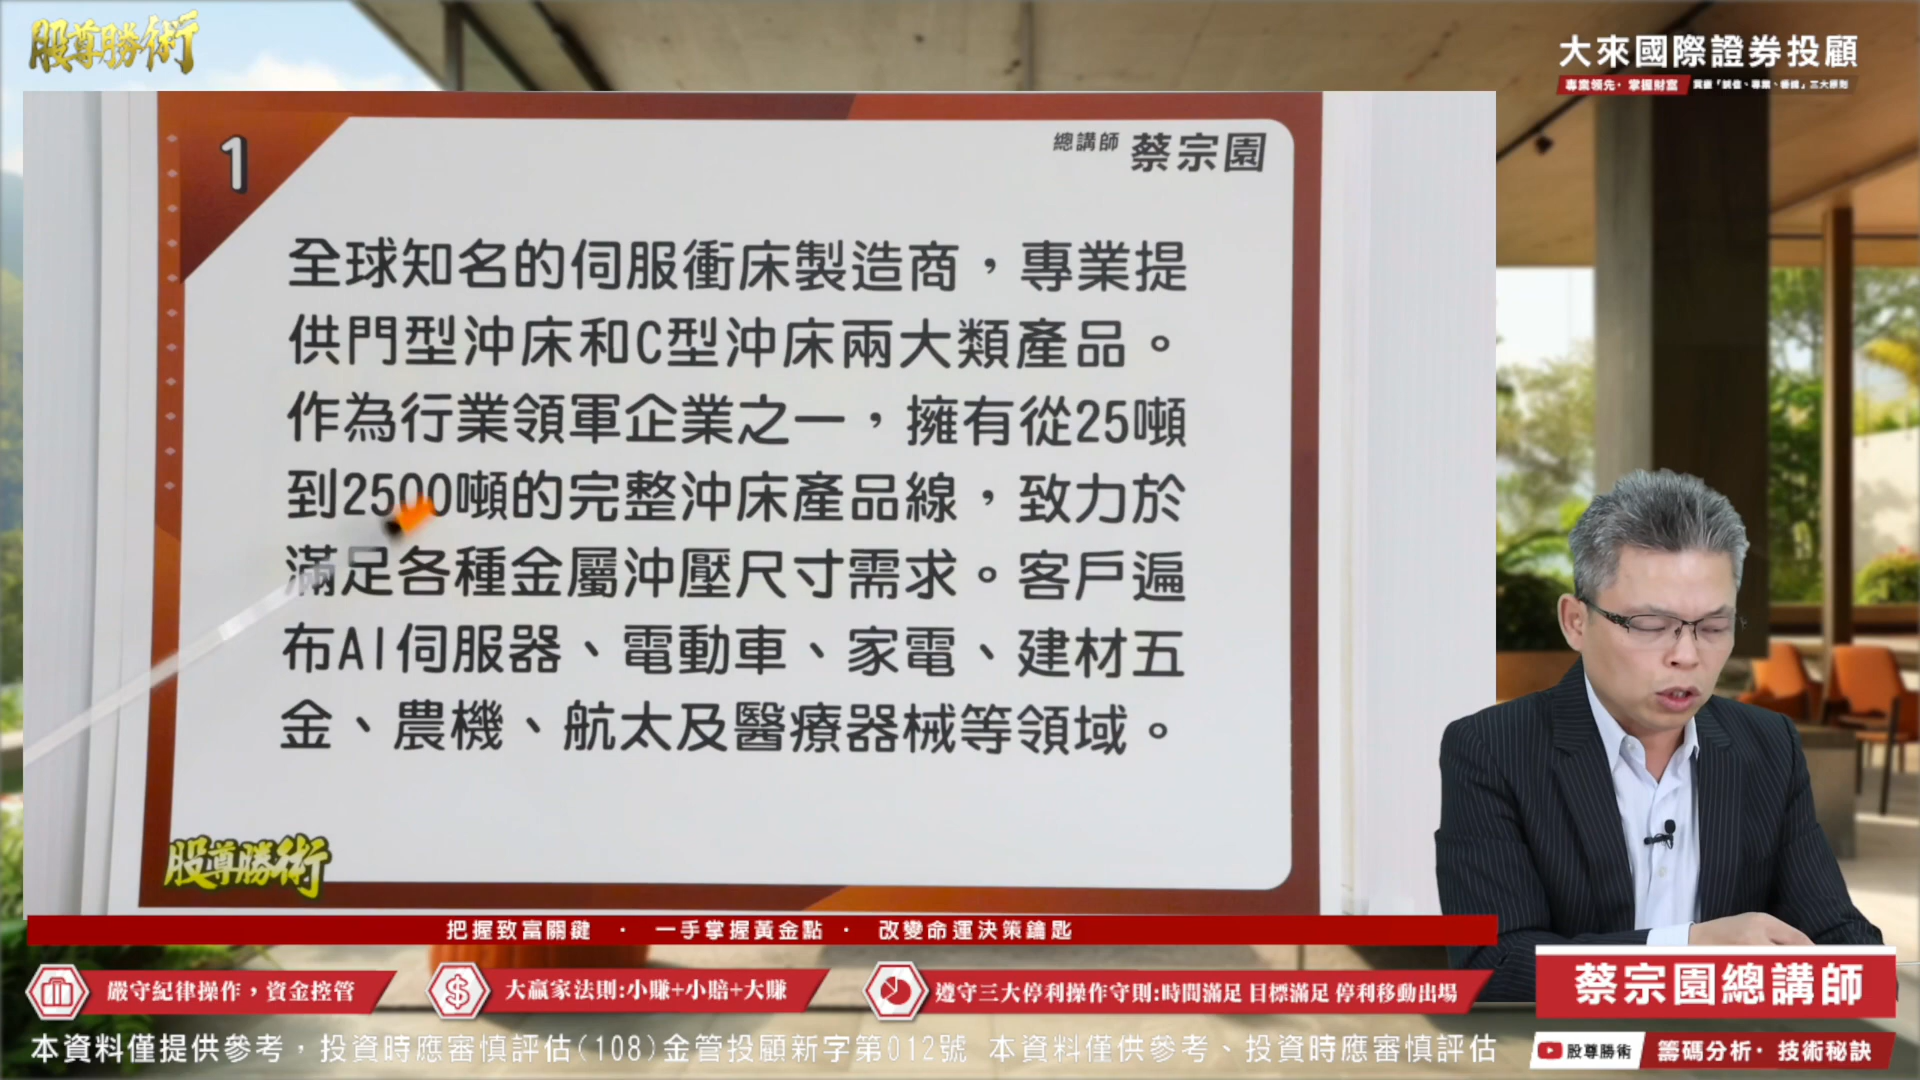 股尊勝術
大來國際證券投顧
專業領先·掌握財富
1
總講師 蔡宗園
全球知名的伺服衝床製造商，專業提
供門型沖床和C型沖床兩大類產品。
作為行業領軍企業之一，擁有從25噸
到2500噸的完整沖床產品線，致力於
滿足各種金屬沖壓尺寸需求。客戶遍
布AI伺服器、電動車、家電、建材五
金、農機、航太及醫療器械等領域。
股尊勝術
把握致富關鍵 · 一手掌握黃金點 · 改變命運決策鑰匙
嚴守紀律操作，資金控管
大贏家法則:小賺+小賠+大賺
遵守三大停利操作守則:時間滿足 目標滿足 停利移動出場
蔡宗園總講師
本資料僅提供參考，投資時應審慎評估(108)金管投顧新字第012號 本資料僅供參考、投資時應審慎評估
股尊勝術
籌碼分析·技術秘訣